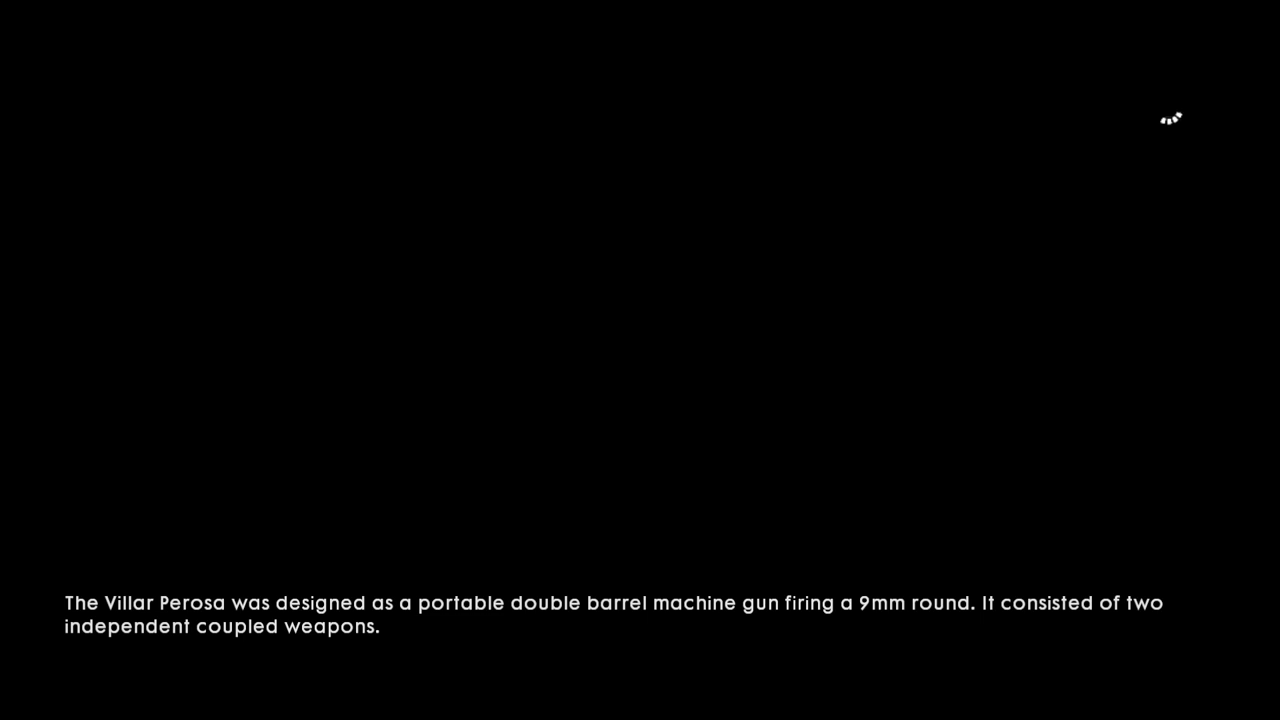 The Villar Perosa was designed as a portable double barrel machine gun firing a 9mm round. It consisted of two
independent coupled weapons.